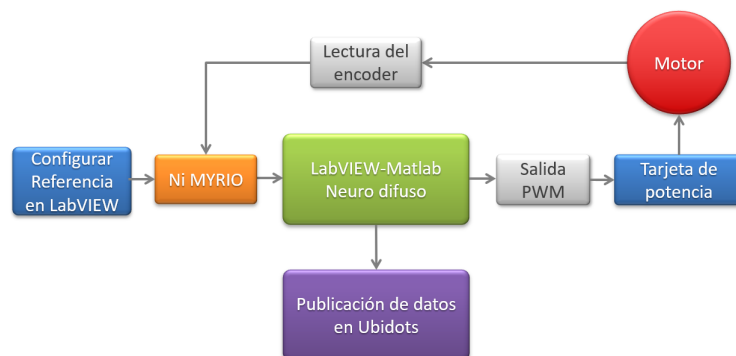 Lectura del
encoder
Motor
Configurar
Referencia
en LabVIEW
Ni MYRIO
LabVIEW-Matlab
Neuro difuso
Salida
PWM
Tarjeta de
potencia
Publicación de datos
en Ubidots